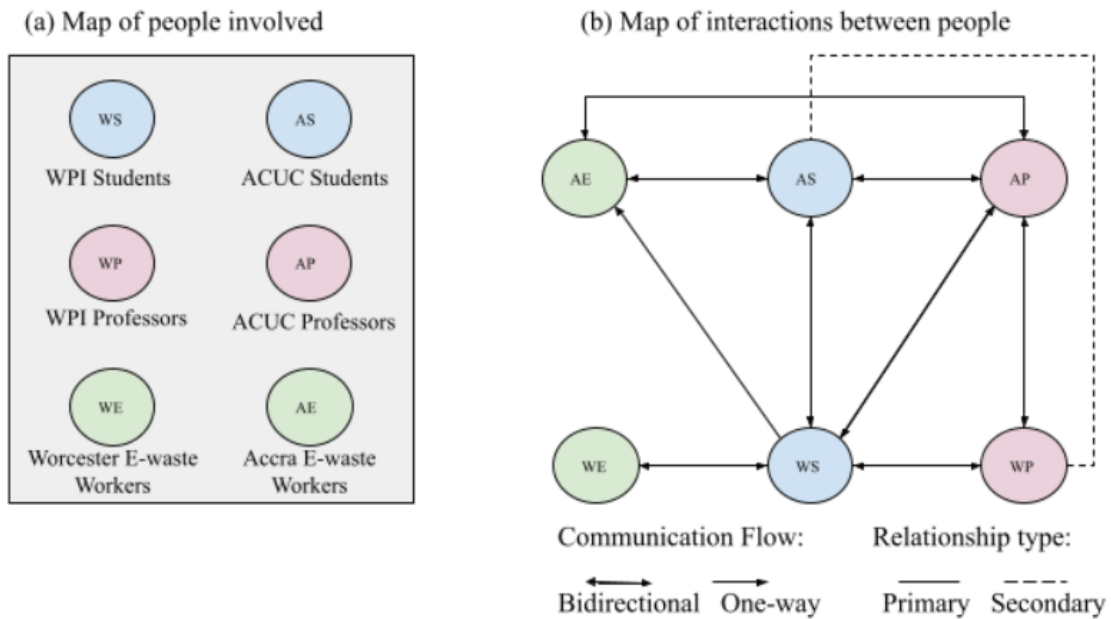 (a) Map of people involved
WS
AS
WPI Students
ACUC Students
WP
AP
WPI Professors
ACUC Professors
WE
AE
Worcester E-waste
Workers
Accra E-waste
Workers
(b) Map of interactions between people
AE
AS
AP
WE
WS
WP
Communication Flow:
Relationship type:
Bidirectional
One-way
Primary
Secondary